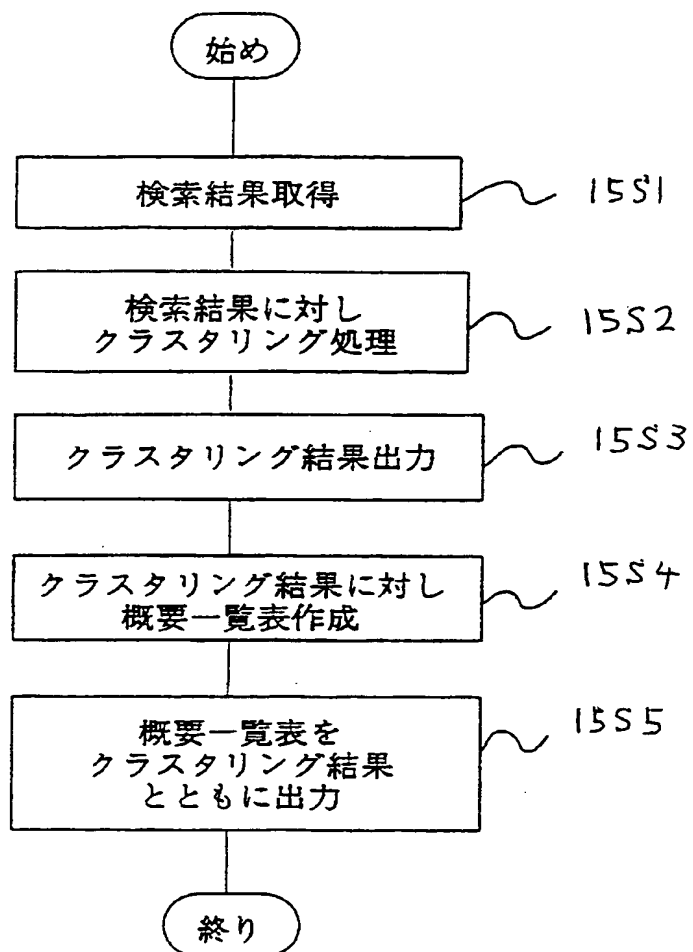 始め
検索結果取得
15S1
検索結果に対し
クラスタリング処理
15S2
クラスタリング結果出力
15S3
クラスタリング結果に対し
概要一覧表作成
15S4
概要一覧表を
クラスタリング結果
とともに出力
15S5
終り